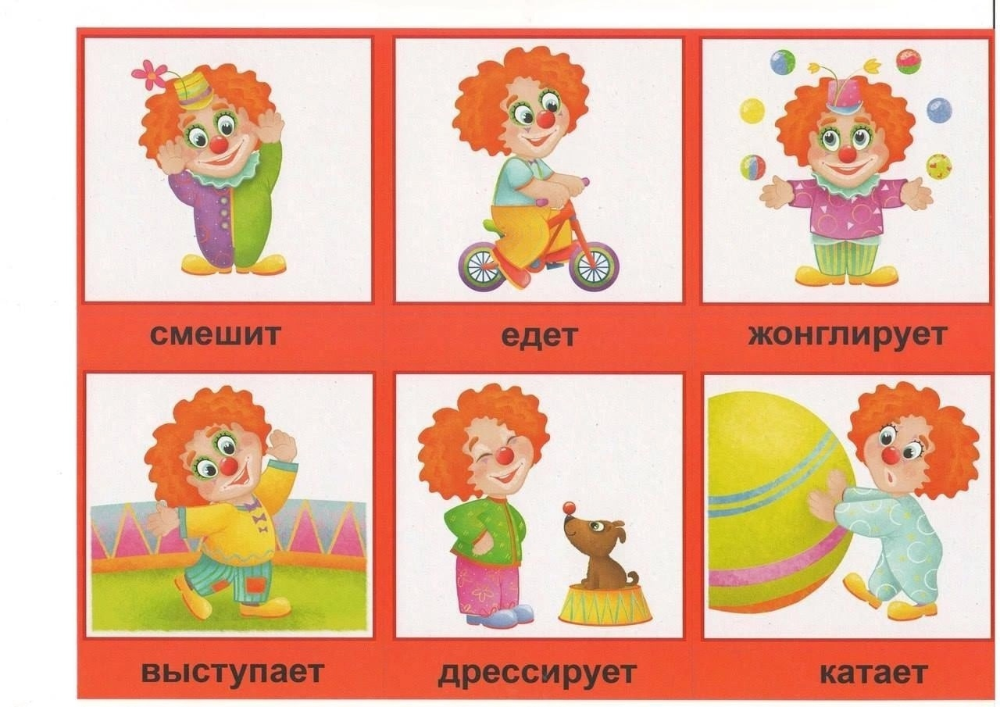 смешит
едет
жонглирует
выступает
дрессирует
катает